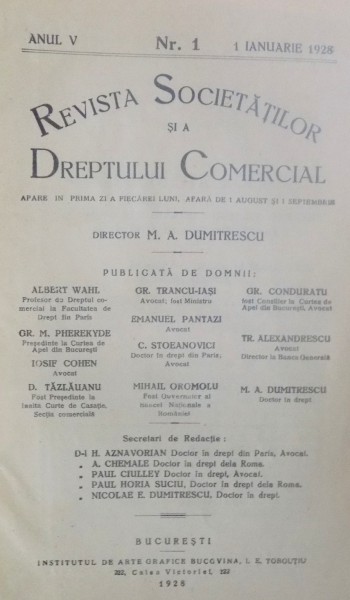 ANUL V Nr. 1 1 IANUARIE 1928
REVISTA SOCIETĂȚILOR
ȘI A
DREPTULUI COMERCIAL
APARE IN PRIMA ZI A FIECĂREI LUNI, AFARĂ DE 1 AUGUST ȘI 1 SEPTEMBRIE
DIRECTOR M. A. DUMITRESCU
PUBLICATĂ DE DOMNII:
ALBERT WAHL
Profesor de Dreptul co-
mercial la Facultatea de
Drept din Paris
GR. M. PHEREKYDE
Președinte la Curtea de
Apel din București
IOSIF COHEN
Avocat
D. TĂZLĂUANU
Fost Președinte la
Inalta Curte de Casație,
Secția comercială
GR. TRANCU-IAȘI
Avocat, fost Ministru
EMANUEL PANTAZI
Avocat
C. STOEANOVICI
Doctor în drept din Paris,
Avocat
MIHAIL OROMOLU
Fost Guvernator al
Băncei Naționale a
României
GR. CONDURATU
fost Consilier la Curtea de
Apel din București, Avocat
TR. ALEXANDRESCU
Avocat
Director la Banca Generală
M. A. DUMITRESCU
Doctor în drept
Secretari de Redacție:
D-l H. AZNAVORIAN Doctor în drept din Paris, Avocat.
„ A. CHEMALE Doctor în drept dela Roma.
„ PAUL CIULLEY Doctor în drept, Avocat.
„ PAUL HORIA SUCIU, Doctor în drept dela Roma.
„ NICOLAE E. DUMITRESCU, Doctor în drept.
BUCUREȘTI
INSTITUTUL DE ARTE GRAFICE BUCOVINA, I. E. TOROUȚIU
Calea Victoriei,
1928